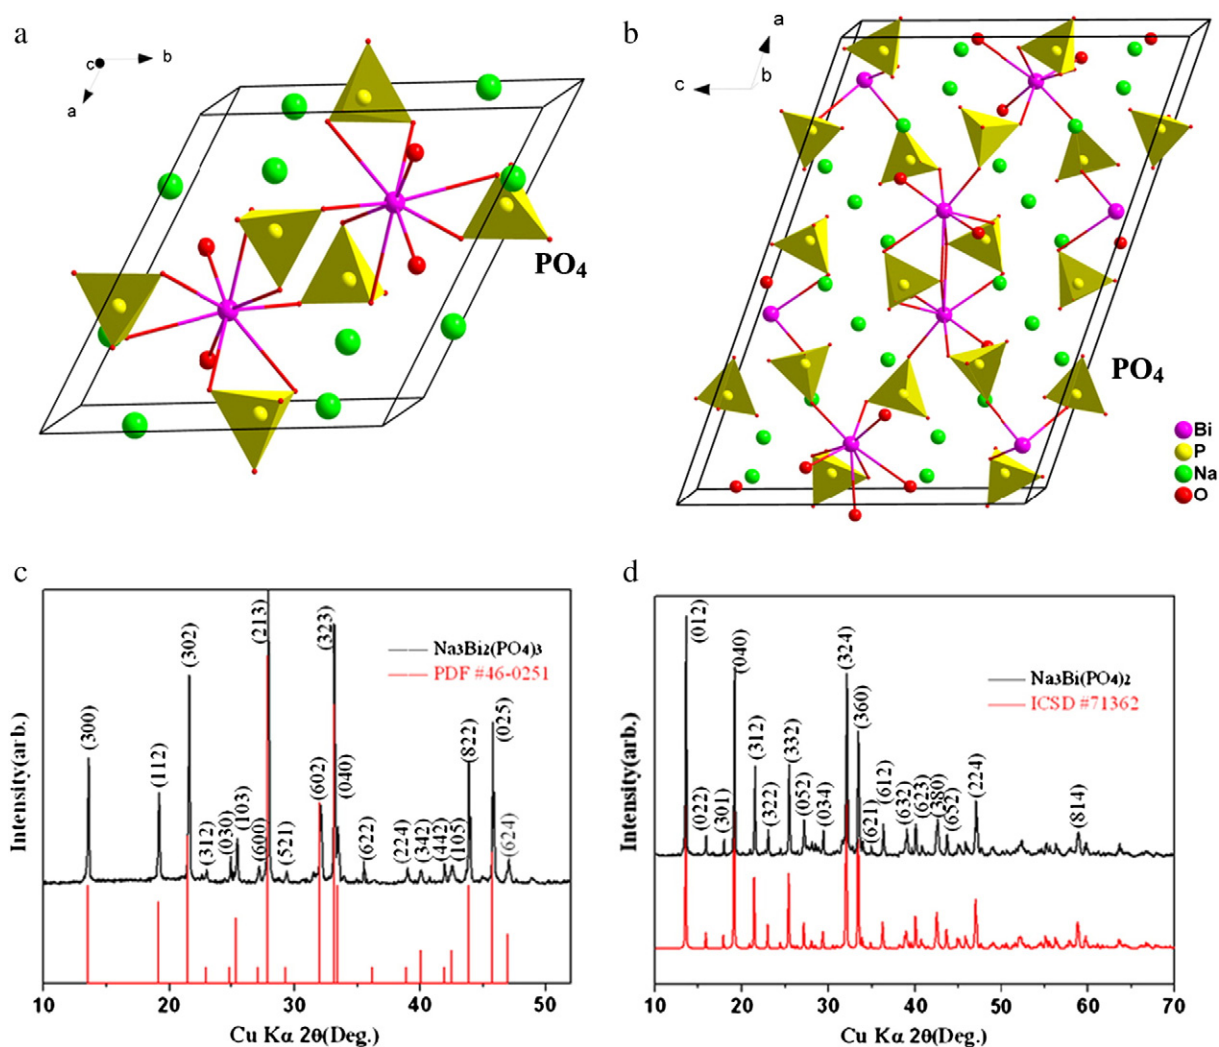 a
b
c
b
a
a
c
b
PO4
PO4
Bi
P
Na
O
c
d
Intensity(arb.)
(300)
(112)
(302)
(312)
(030)
(103)
(600)
(213)
(521)
(602)
(323)
(040)
(622)
(224)
(342)
(442)
(105)
(822)
(025)
(624)
Na3Bi2(PO4)3
PDF #46-0251
10 20 30 40 50
Cu Kα 2θ(Deg.)
Intensity(arb.)
(012)
(022)
(301)
(040)
(312)
(322)
(332)
(052)
(034)
(324)
(360)
(621)
(612)
(632)
(623)
(380)
(652)
(224)
(814)
Na3Bi(PO4)2
ICSD #71362
10 20 30 40 50 60 70
Cu Kα 2θ(Deg.)